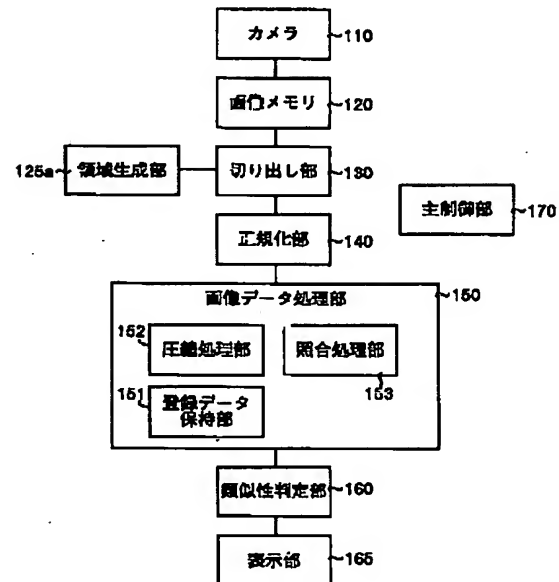 カメラ
110
画像メモリ
120
125a
領域生成部
切り出し部
130
主制御部
170
正規化部
140
画像データ処理部
150
152
圧縮処理部
照合処理部
153
151
登録データ
保持部
類似性判定部
160
表示部
165